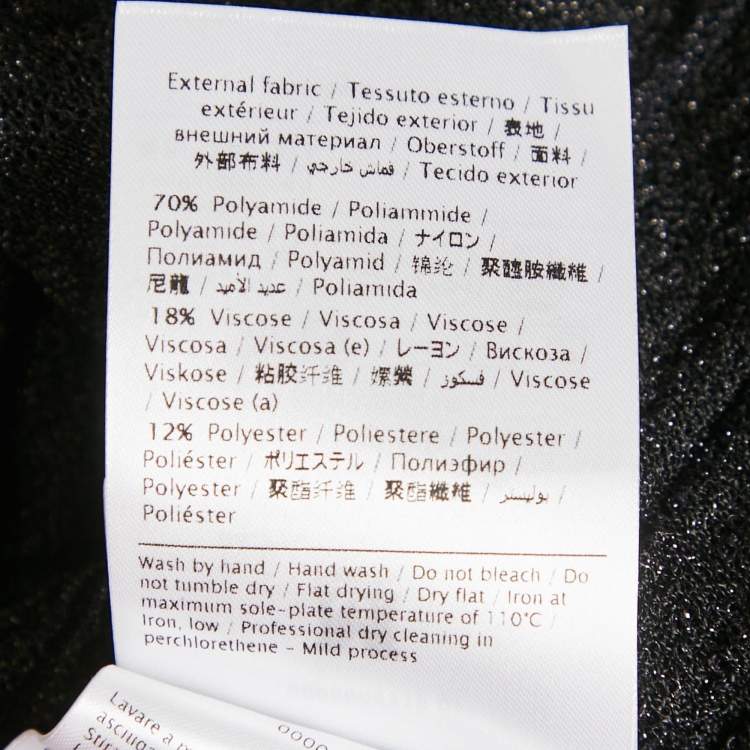 External fabric / Tessuto esterno / Tissu
extérieur / Tejido exterior / 表地 /
внешний материал / Oberstoff / 面料 /
外部布料 / قماش خارجي / Tecido exterior
70% Polyamide / Poliammide /
Polyamide / Poliamida / ナイロン /
Полиамид / Polyamid / 锦纶 / 聚醯胺纖維 /
尼龍 / عديد الأميد / Poliamida
18% Viscose / Viscosa / Viscose /
Viscosa / Viscosa (e) / レーヨン / Вискоза /
Viskose / 粘胶纤维 / 嫘縈 / فسكوز / Viscose
/ Viscose (a)
12% Polyester / Poliestere / Polyester /
Poliéster / ポリエステル / Полиэфир /
Polyester / 聚酯纤维 / 聚酯纖維 / بوليستر /
Poliéster
Wash by hand / Hand wash / Do not bleach / Do
not tumble dry / Flat drying / Dry flat / Iron at
maximum sole-plate temperature of 110°C /
Iron, low / Professional dry cleaning in
perchlorethene - Mild process
Lavare a
asciuga
Stir
0000